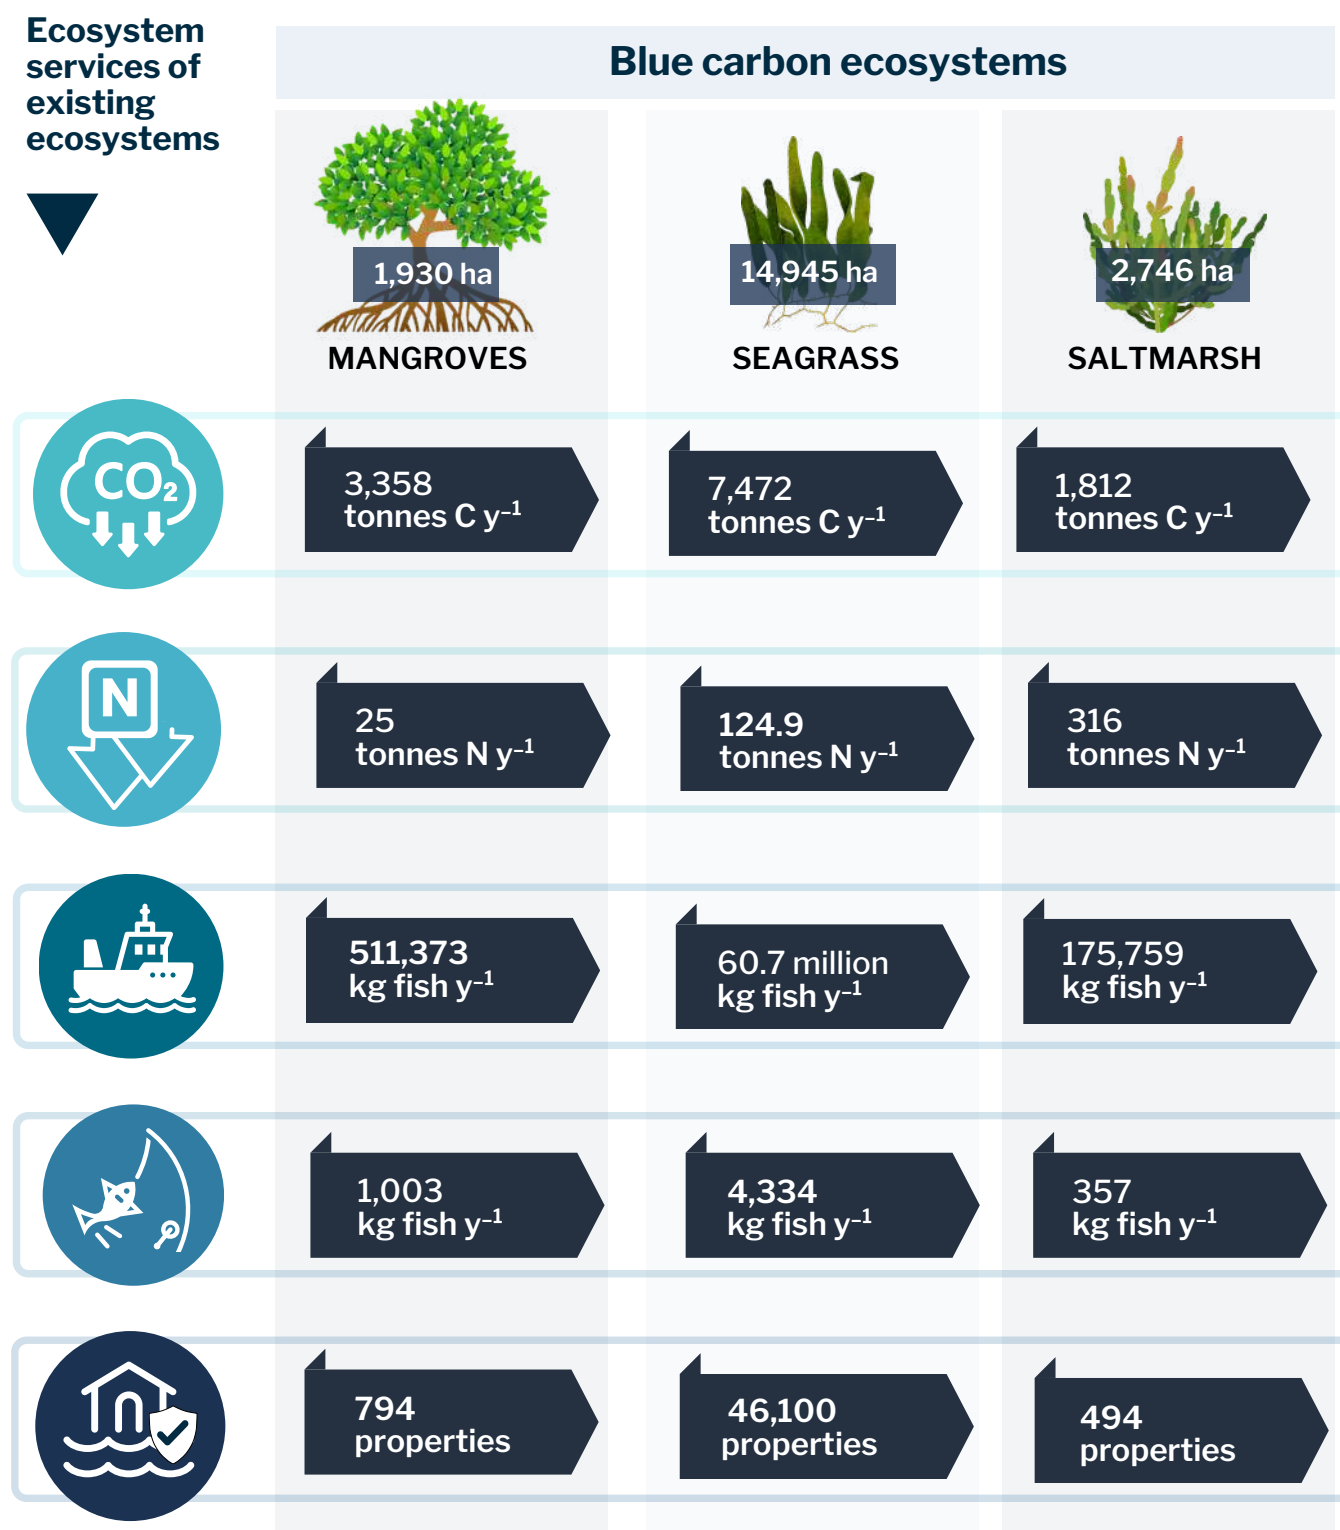 Ecosystem
services of
existing
ecosystems
Blue carbon ecosystems
1,930 ha
14,945 ha
2,746 ha
MANGROVES
SEAGRASS
SALTMARSH
CO₂
3,358
tonnes C y⁻¹
7,472
tonnes C y⁻¹
1,812
tonnes C y⁻¹
N
25
tonnes N y⁻¹
124.9
tonnes N y⁻¹
316
tonnes N y⁻¹
511,373
kg fish y⁻¹
60.7 million
kg fish y⁻¹
175,759
kg fish y⁻¹
1,003
kg fish y⁻¹
4,334
kg fish y⁻¹
357
kg fish y⁻¹
794
properties
46,100
properties
494
properties